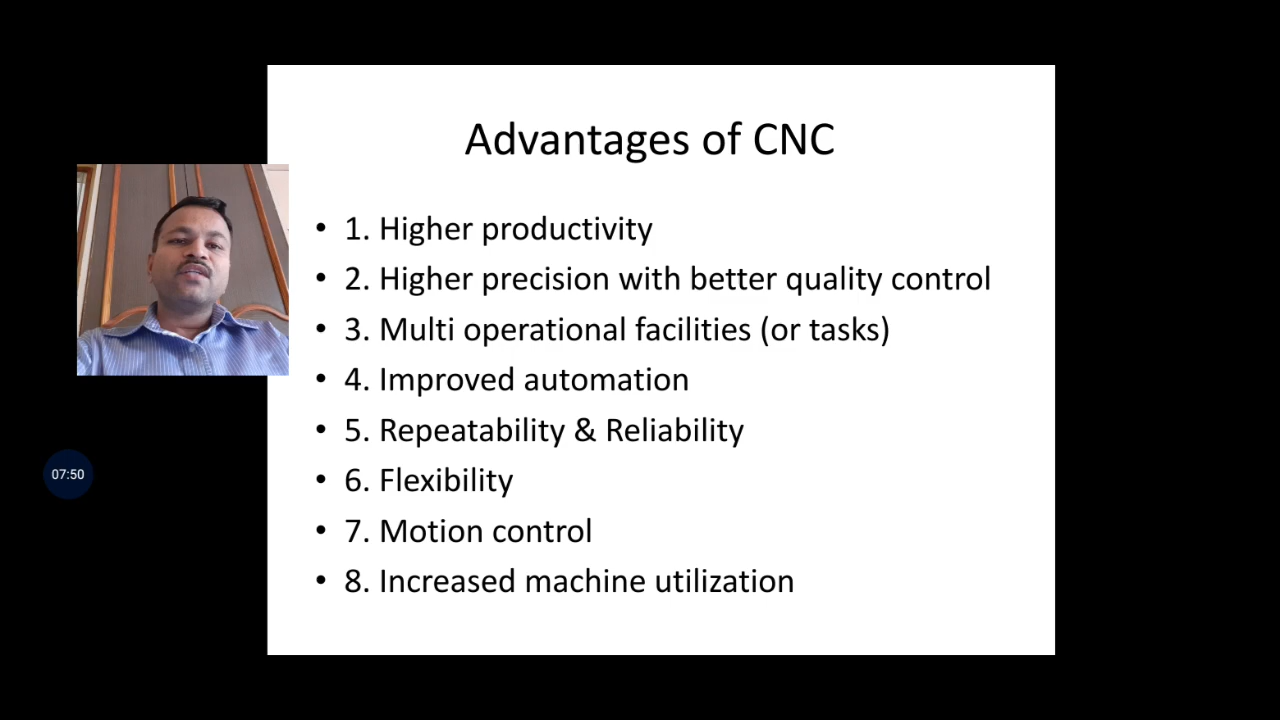 Advantages of CNC
• 1. Higher productivity
• 2. Higher precision with better quality control
• 3. Multi operational facilities (or tasks)
• 4. Improved automation
• 5. Repeatability & Reliability
• 6. Flexibility
• 7. Motion control
• 8. Increased machine utilization
07:50